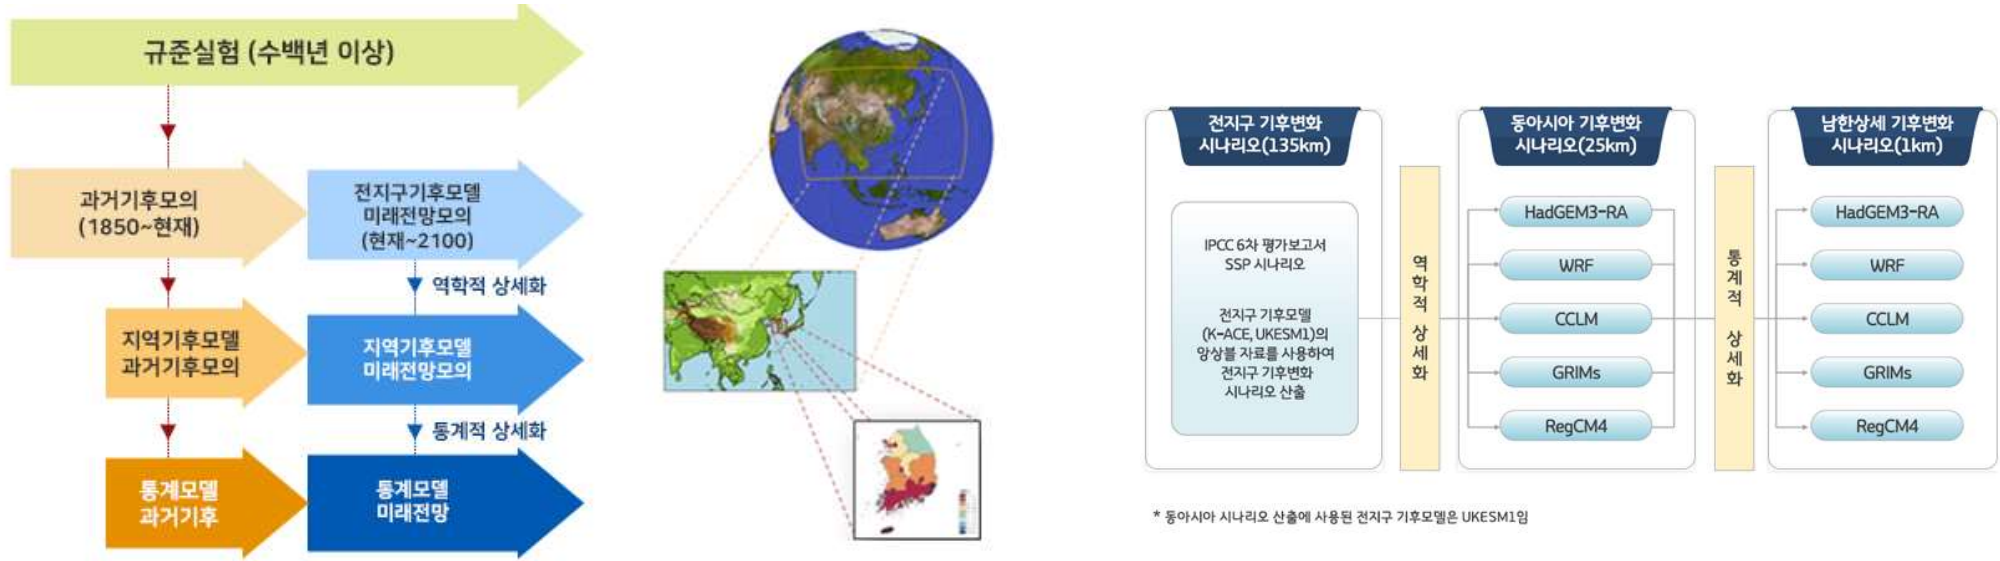 규준실험 (수백년 이상)
과거기후모의
(1850~현재)
전지구기후모델
미래전망모의
(현재~2100)
역학적 상세화
지역기후모델
과거기후모의
지역기후모델
미래전망모의
통계적 상세화
통계모델
과거기후
통계모델
미래전망
전지구 기후변화
시나리오(135km)
IPCC 6차 평가보고서
SSP 시나리오
전지구 기후모델
(K-ACE, UKESM1)의
앙상블 자료를 사용하여
전지구 기후변화
시나리오 산출
역학적 상세화
동아시아 기후변화
시나리오(25km)
HadGEM3-RA
WRF
CCLM
GRIMs
RegCM4
통계적 상세화
남한상세 기후변화
시나리오(1km)
HadGEM3-RA
WRF
CCLM
GRIMs
RegCM4
* 동아시아 시나리오 산출에 사용된 전지구 기후모델은 UKESM1임